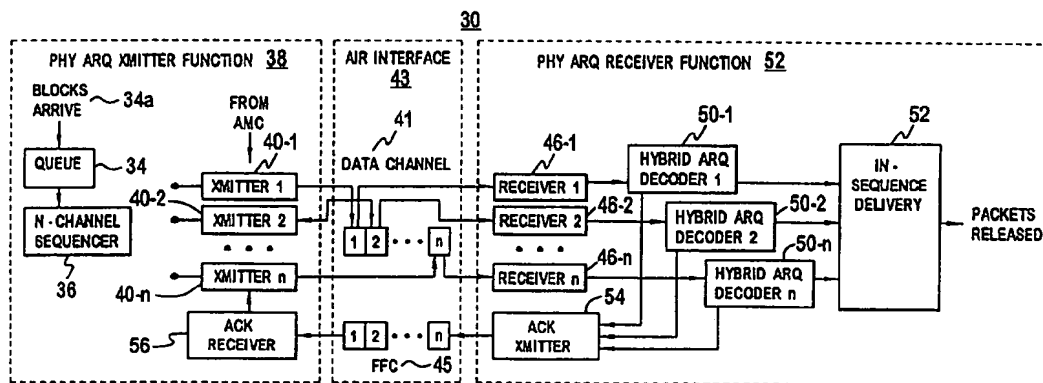 30
PHY ARQ XMITTER FUNCTION 38
BLOCKS
ARRIVE
34a
QUEUE
34
N-CHANNEL
SEQUENCER
36
FROM
AMC
40-1
XMITTER 1
40-2
XMITTER 2
• • •
XMITTER n
40-n
ACK
RECEIVER
56
AIR INTERFACE
43
41
DATA CHANNEL
1 2 • • • n
1 2 • • • n
FFC 45
PHY ARQ RECEIVER FUNCTION 52
46-1
RECEIVER 1
46-2
RECEIVER 2
• • •
46-n
RECEIVER n
54
ACK
XMITTER
50-1
HYBRID ARQ
DECODER 1
50-2
HYBRID ARQ
DECODER 2
50-n
HYBRID ARQ
DECODER n
52
IN-
SEQUENCE
DELIVERY
PACKETS
RELEASED